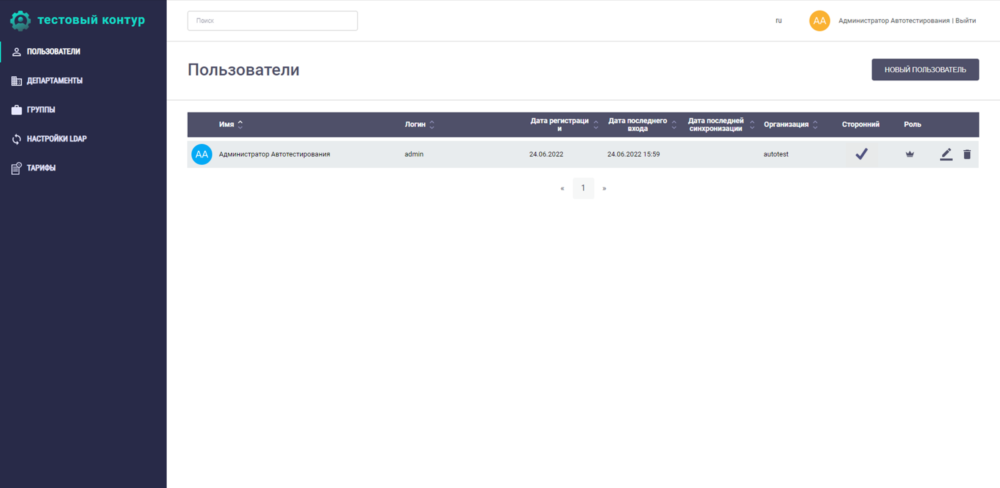 тестовый контур
ПОЛЬЗОВАТЕЛИ
ДЕПАРТАМЕНТЫ
ГРУППЫ
НАСТРОЙКИ LDAP
ТАРИФЫ
Поиск
ru
АА
Администратор Автотестирования | Выйти
Пользователи
НОВЫЙ ПОЛЬЗОВАТЕЛЬ
Имя
Логин
Дата регистраци
и
Дата последнего
входа
Дата последней
синхронизации
Организация
Сторонний
Роль
АА
Администратор Автотестирования
admin
24.06.2022
24.06.2022 15:59
autotest
« 1 »